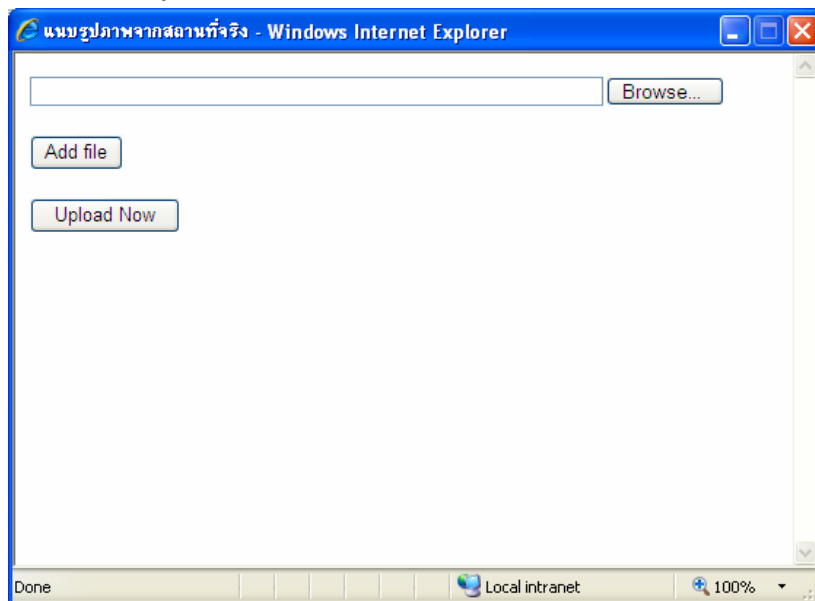 แนบรูปภาพจากสถานที่จริง - Windows Internet Explorer
Browse...
Add file
Upload Now
Done Local intranet 100%